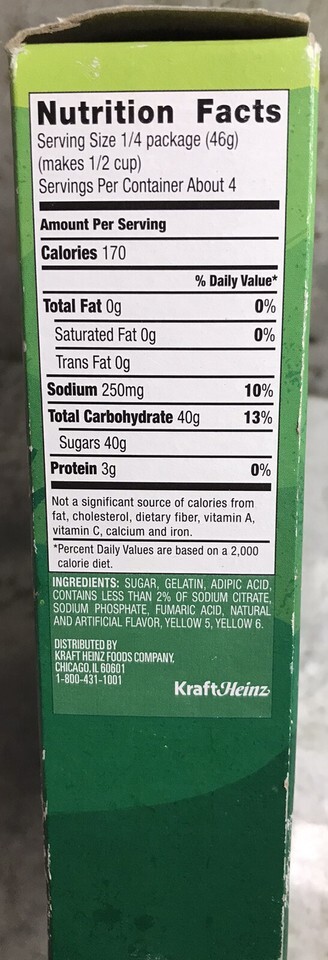 Nutrition Facts
Serving Size 1/4 package (46g)
(makes 1/2 cup)
Servings Per Container About 4
Amount Per Serving
Calories 170
% Daily Value*
Total Fat 0g 0%
Saturated Fat 0g 0%
Trans Fat 0g
Sodium 250mg 10%
Total Carbohydrate 40g 13%
Sugars 40g
Protein 3g 0%
Not a significant source of calories from
fat, cholesterol, dietary fiber, vitamin A,
vitamin C, calcium and iron.
*Percent Daily Values are based on a 2,000
calorie diet.
INGREDIENTS: SUGAR, GELATIN, ADIPIC ACID,
CONTAINS LESS THAN 2% OF SODIUM CITRATE,
SODIUM PHOSPHATE, FUMARIC ACID, NATURAL
AND ARTIFICIAL FLAVOR, YELLOW 5, YELLOW 6.
DISTRIBUTED BY
KRAFT HEINZ FOODS COMPANY,
CHICAGO, IL 60601
1-800-431-1001
KraftHeinz